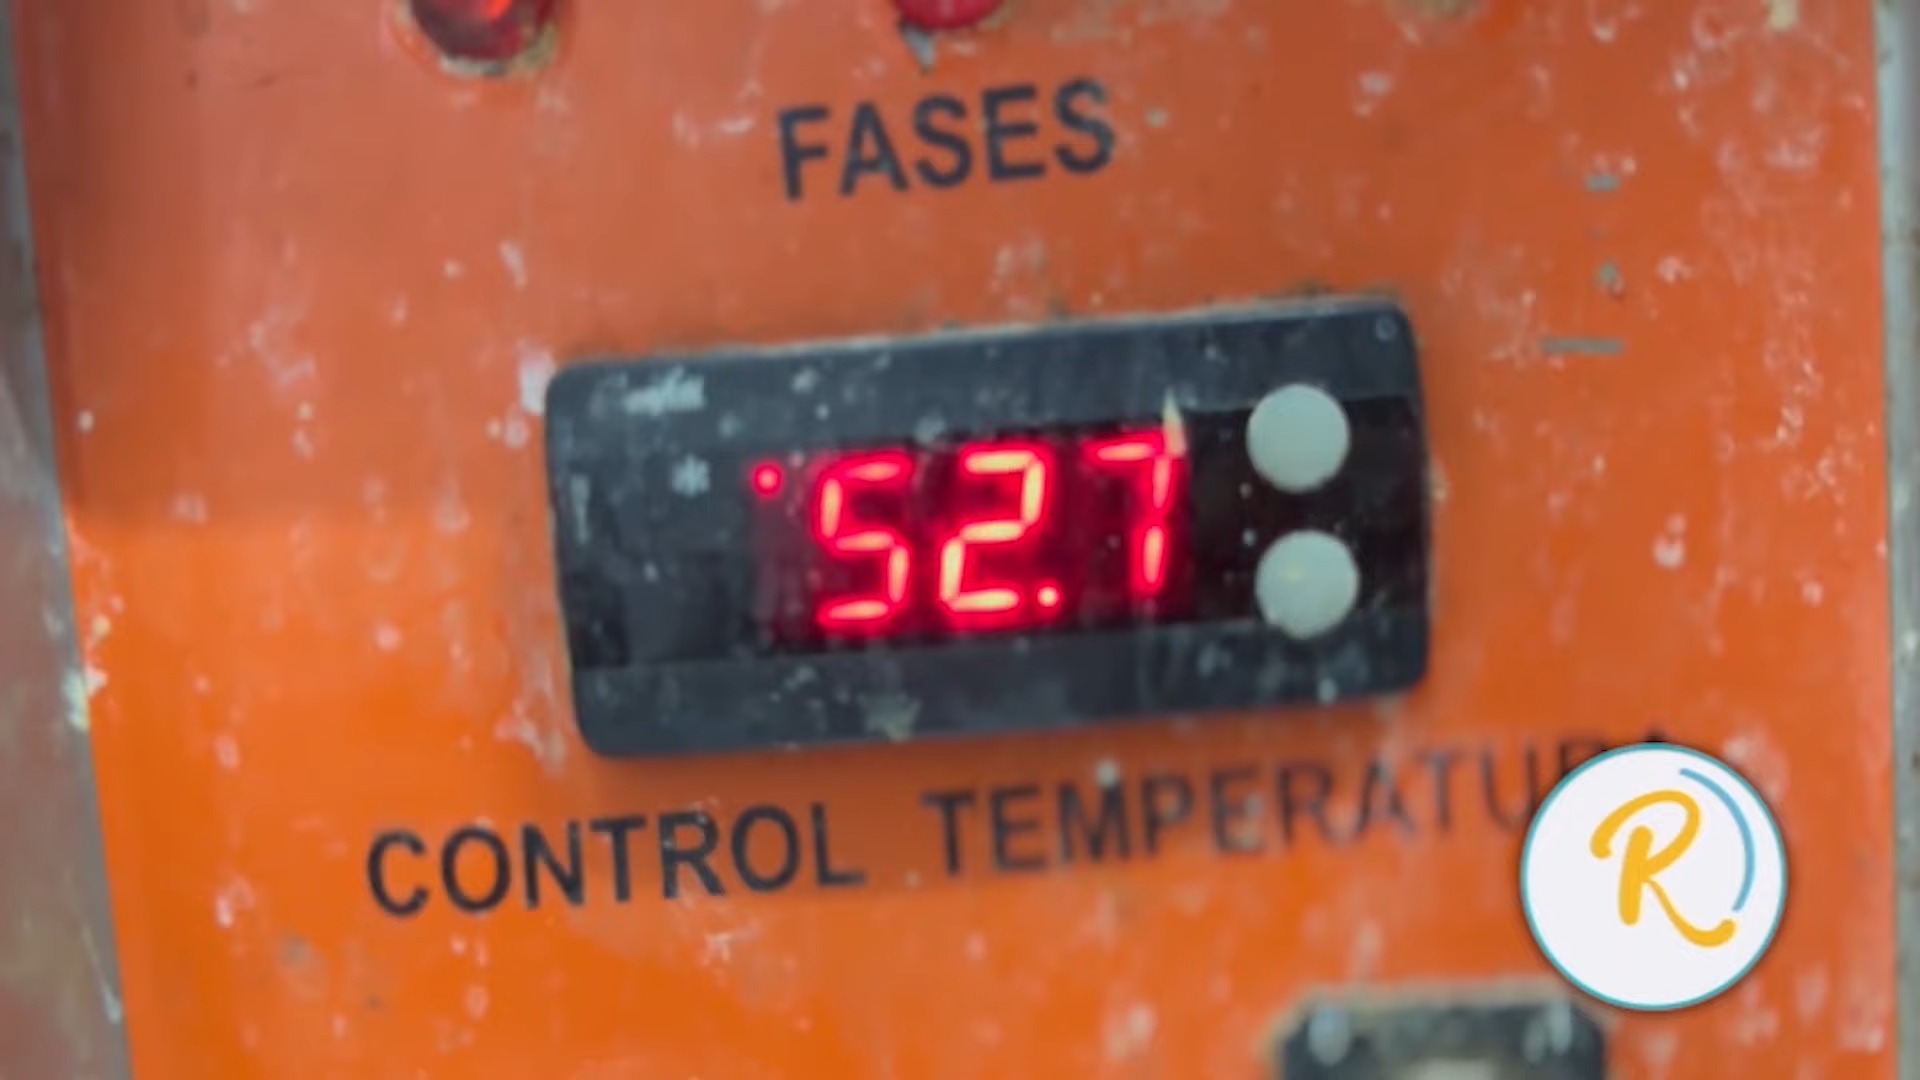 FASES
52.7
CONTROL TEMPERATURA
R